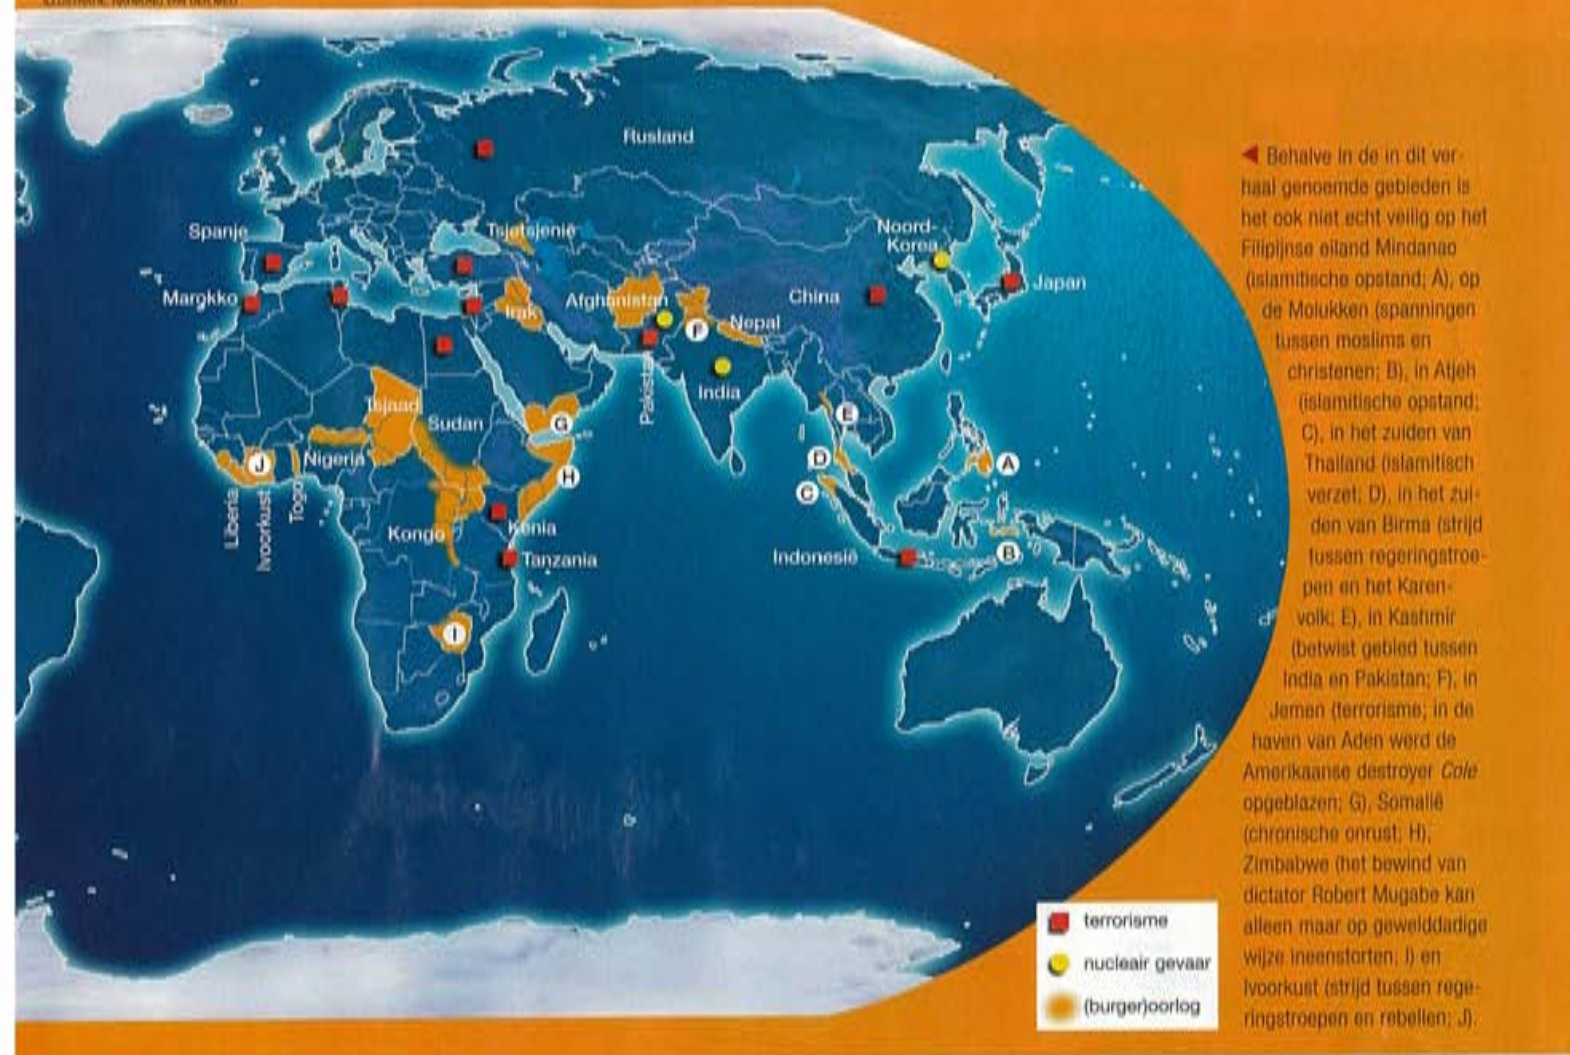 Rusland
Spanje
Tsjetsjenië
Noord-
Korea
Marokko
Japan
Irak
Afghanistan
China
F
Nepal
Pakistan
India
Tsjaad
Sudan
G
E
J
Nigeria
H
D
C
A
Liberia
Ivoorkust
Togo
Kongo
Kenia
Tanzania
Indonesië
B
I
terrorisme
nucleair gevaar
(burger)oorlog
◀ Behalve in de in dit ver-
haal genoemde gebieden is
het ook niet echt veilig op het
Filipijnse eiland Mindanao
(islamitische opstand; A), op
de Molukken (spanningen
tussen moslims en
christenen; B), in Atjeh
(islamitische opstand;
C), in het zuiden van
Thailand (islamitisch
verzet; D), in het zui-
den van Birma (strijd
tussen regeringstroe-
pen en het Karen-
volk; E), in Kashmir
(betwist gebied tussen
India en Pakistan; F), in
Jemen (terrorisme; in de
haven van Aden werd de
Amerikaanse destroyer Cole
opgeblazen; G), Somalië
(chronische onrust; H),
Zimbabwe (het bewind van
dictator Robert Mugabe kan
alleen maar op gewelddadige
wijze ineenstorten; I) en
Ivoorkust (strijd tussen rege-
ringstroepen en rebellen; J).